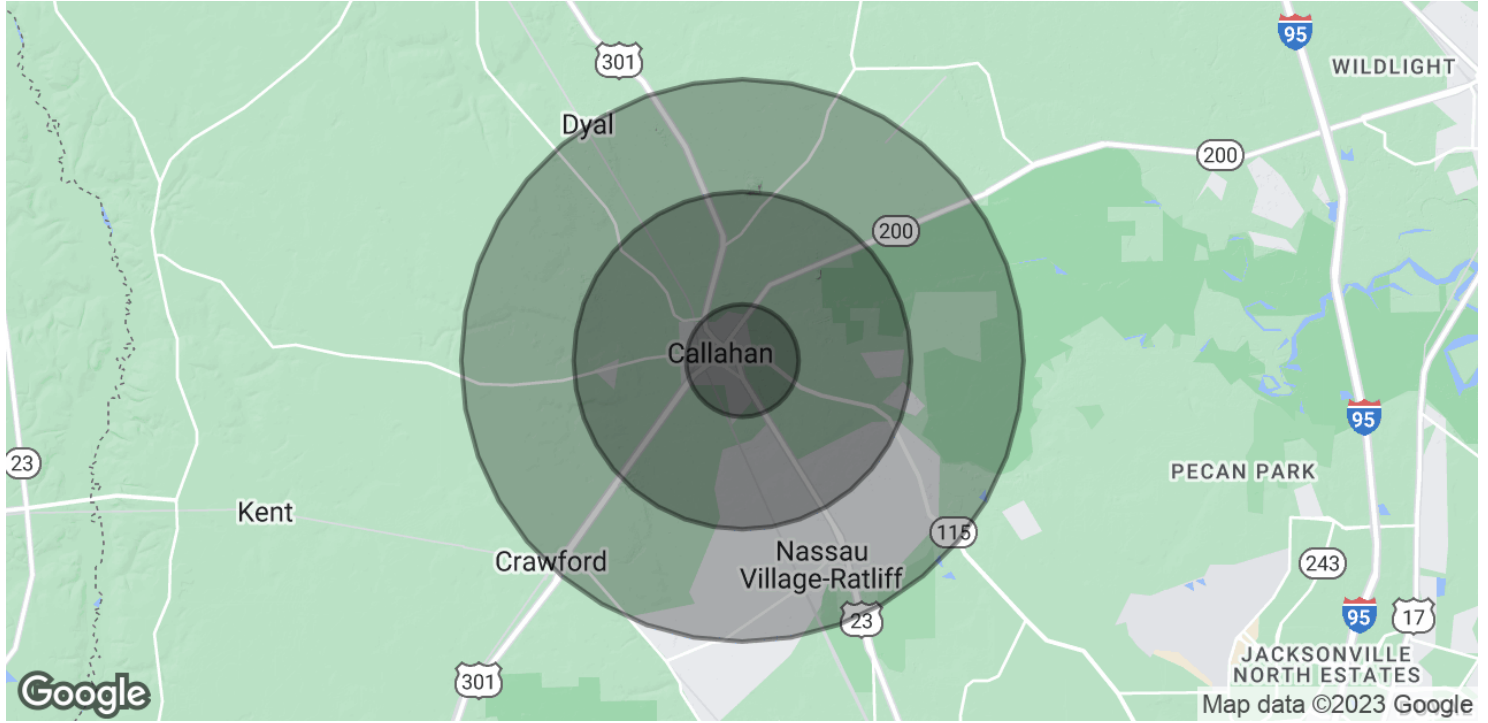 95
301
WILDLIGHT
Dyal
200
200
Callahan
95
23
PECAN PARK
Kent
115
Nassau
Village-Ratliff
Crawford
243
95
17
23
JACKSONVILLE
NORTH ESTATES
301
Google
Map data ©2023 Google